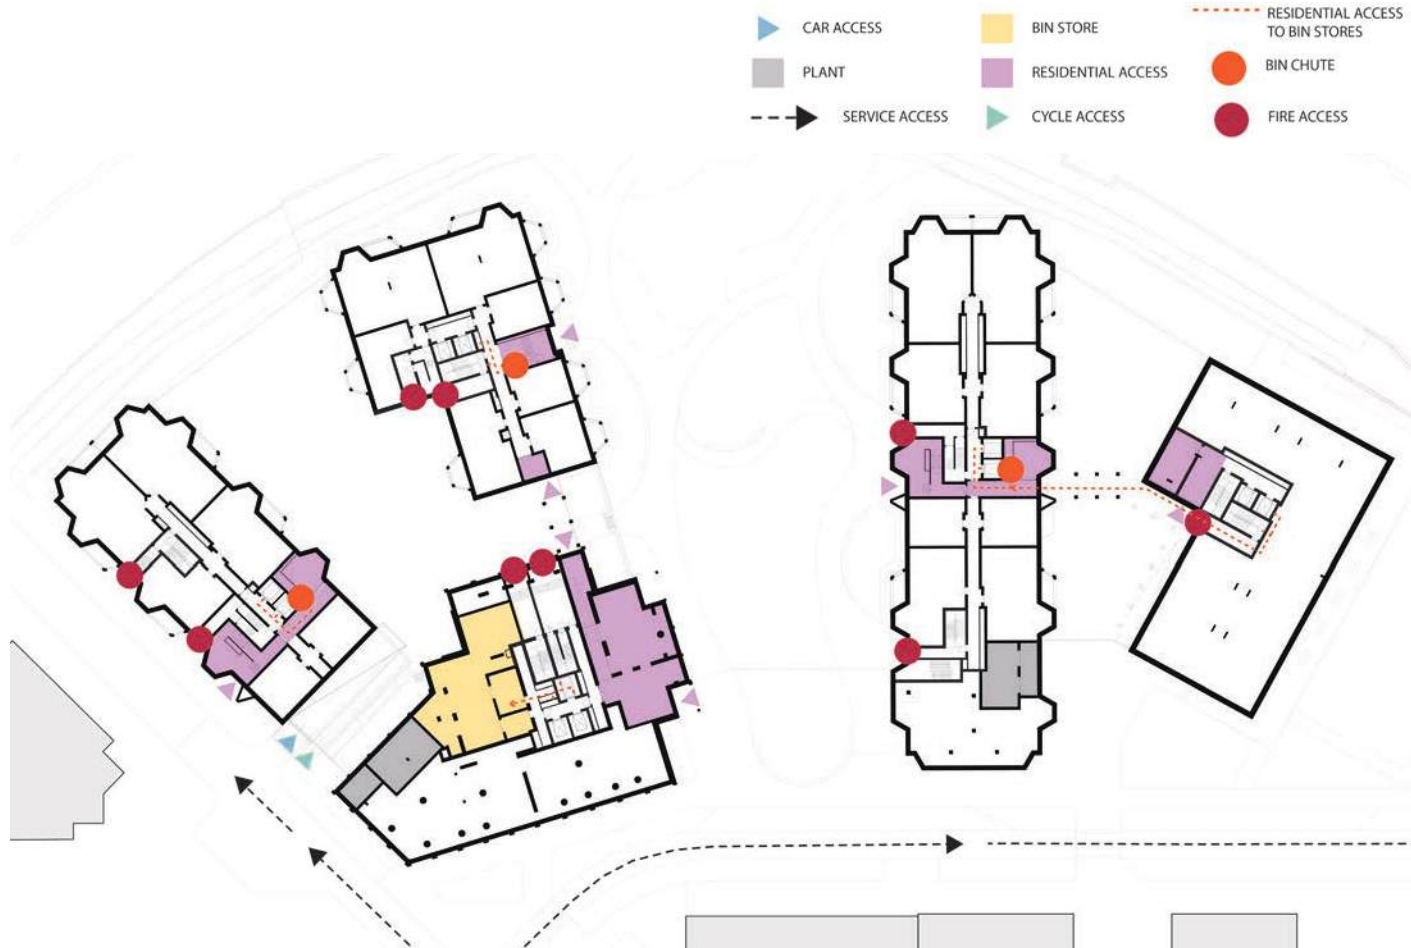 CAR ACCESS
BIN STORE
RESIDENTIAL ACCESS
TO BIN STORES
PLANT
RESIDENTIAL ACCESS
BIN CHUTE
SERVICE ACCESS
CYCLE ACCESS
FIRE ACCESS